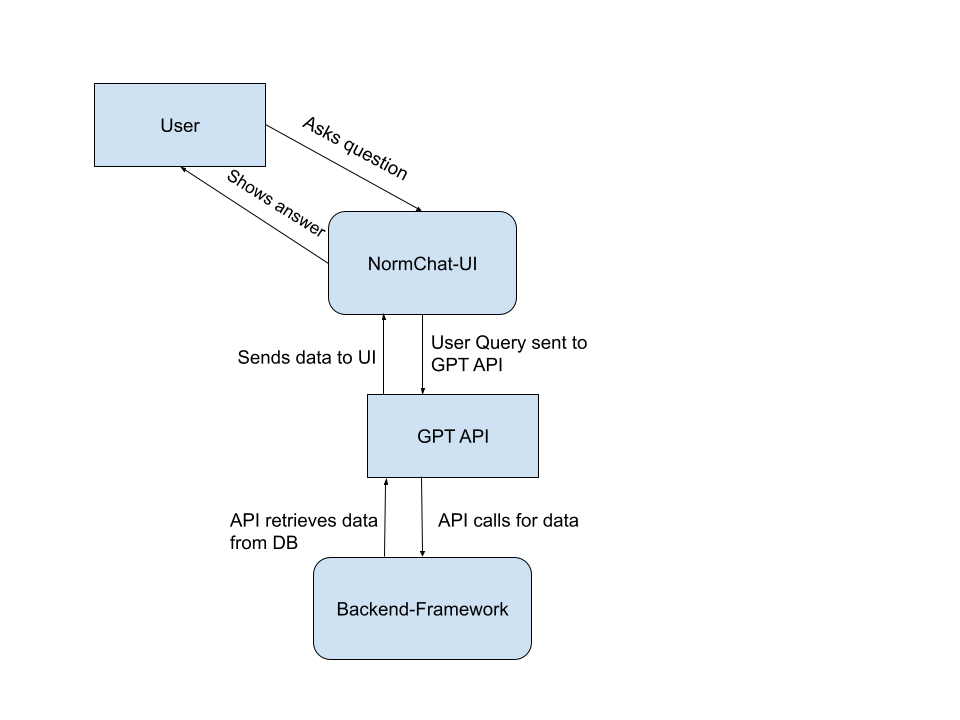 User
Asks question
Shows answer
NormChat-UI
Sends data to UI
User Query sent to
GPT API
GPT API
API retrieves data
from DB
API calls for data
Backend-Framework